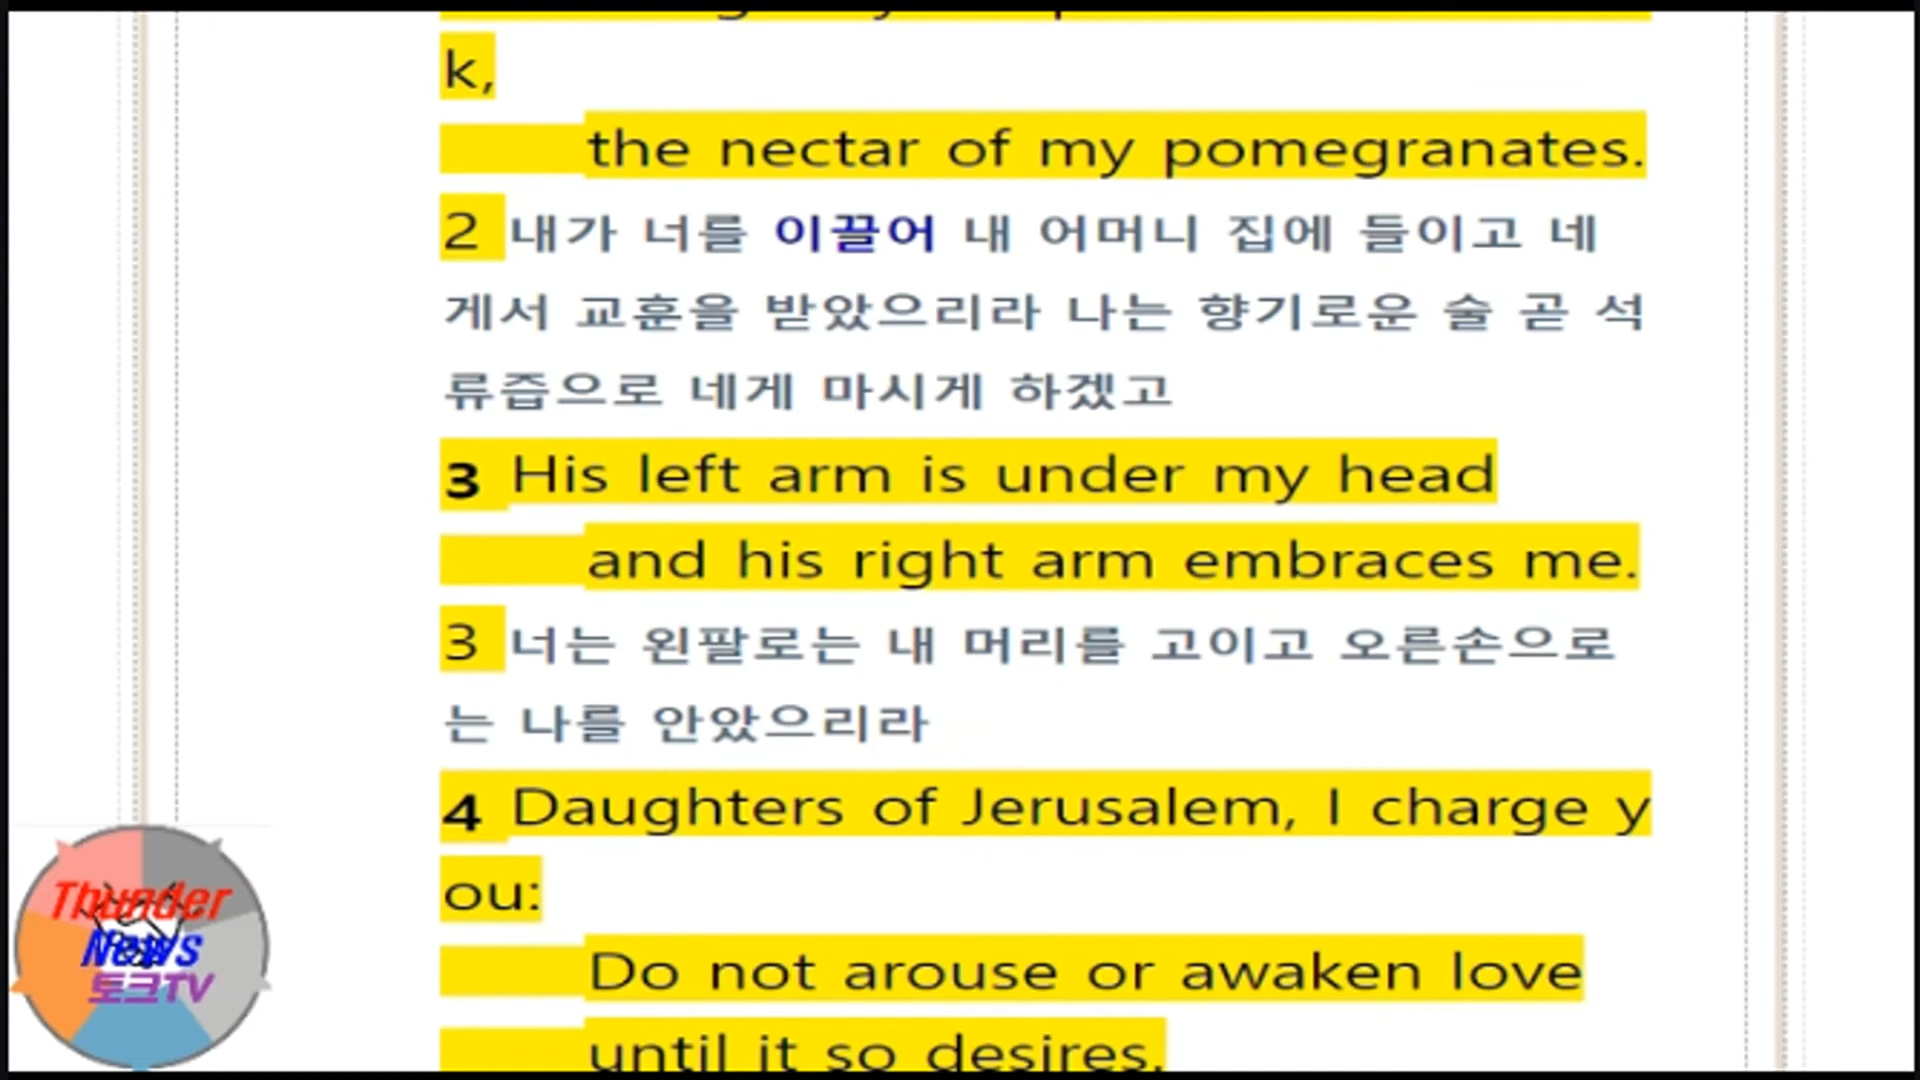 k,
the nectar of my pomegranates.
2 내가 너를 이끌어 내 어머니 집에 들이고 네
게서 교훈을 받았으리라 나는 향기로운 술 곧 석
류즙으로 네게 마시게 하겠고
3 His left arm is under my head
and his right arm embraces me.
3 너는 왼팔로는 내 머리를 고이고 오른손으로
는 나를 안았으리라
4 Daughters of Jerusalem, I charge y
ou:
Do not arouse or awaken love
until it so desires.
Thunder
News
토크TV